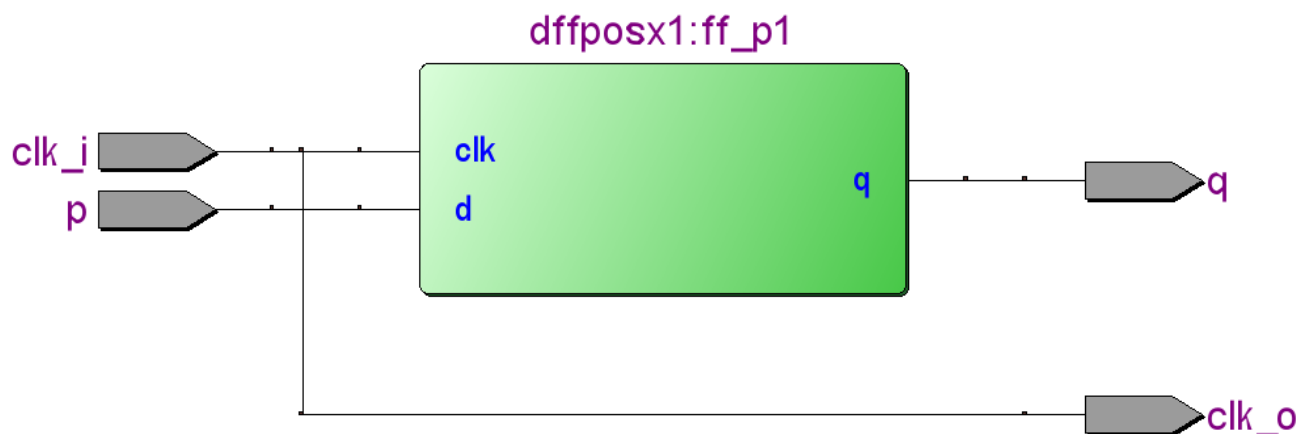 dffposx1:ff_p1
clk_i
clk
p
d
q
q
clk_o